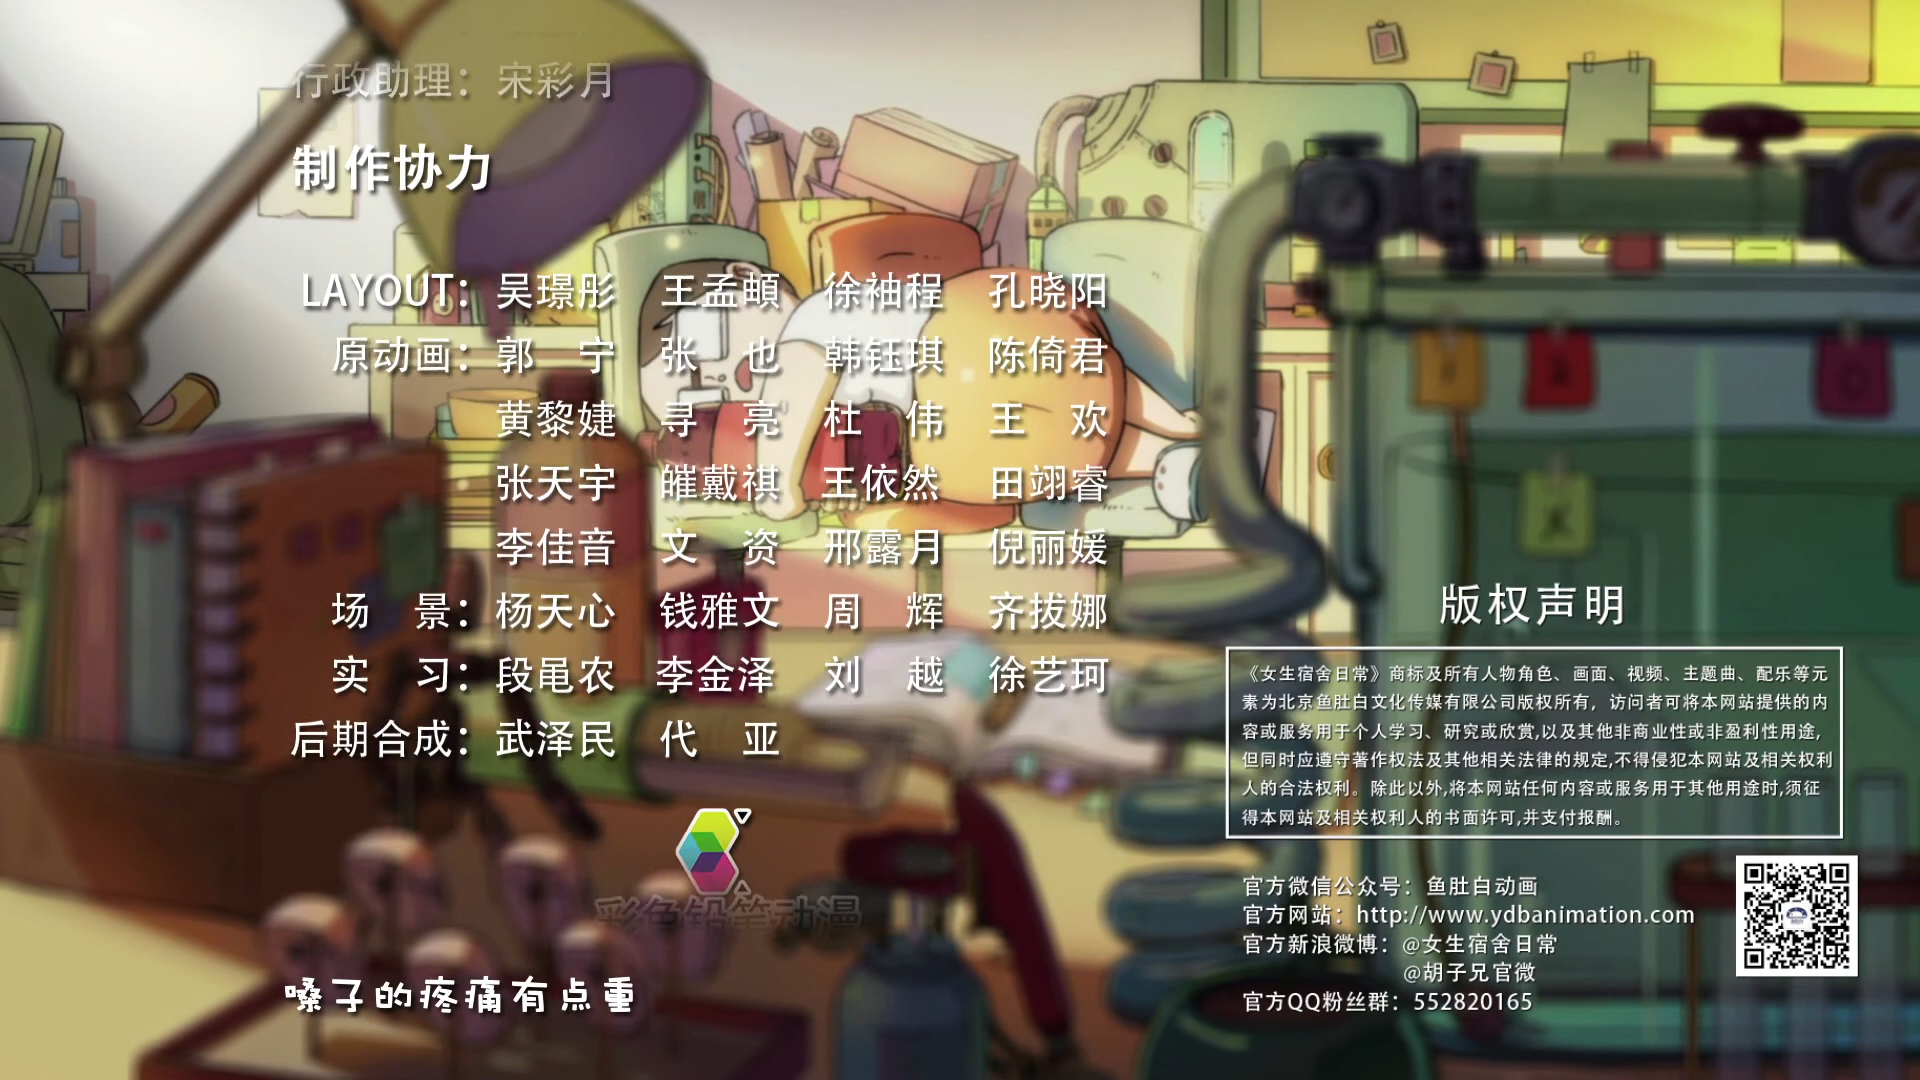 行政助理：宋彩月
制作协力
LAYOUT：吴璟彤 王孟頔 徐袖程 孔晓阳
原动画：郭 宁 张 也 韩钰琪 陈倚君
黄黎婕 寻 亮 杜 伟 王 欢
张天宇 皠戴祺 王依然 田翊睿
李佳音 文 资 邢露月 倪丽媛
场 景：杨天心 钱雅文 周 辉 齐拔娜
实 习：段黾农 李金泽 刘 越 徐艺珂
后期合成：武泽民 代 亚
彩色铅笔动漫
嗓子的疼痛有点重
版权声明
《女生宿舍日常》商标及所有人物角色、画面、视频、主题曲、配乐等元
素为北京鱼肚白文化传媒有限公司版权所有，访问者可将本网站提供的内
容或服务用于个人学习、研究或欣赏,以及其他非商业性或非盈利性用途,
但同时应遵守著作权法及其他相关法律的规定,不得侵犯本网站及相关权利
人的合法权利。除此以外,将本网站任何内容或服务用于其他用途时,须征
得本网站及相关权利人的书面许可,并支付报酬。
官方微信公众号：鱼肚白动画
官方网站：http://www.ydbanimation.com
官方新浪微博：@女生宿舍日常
@胡子兄官微
官方QQ粉丝群：552820165